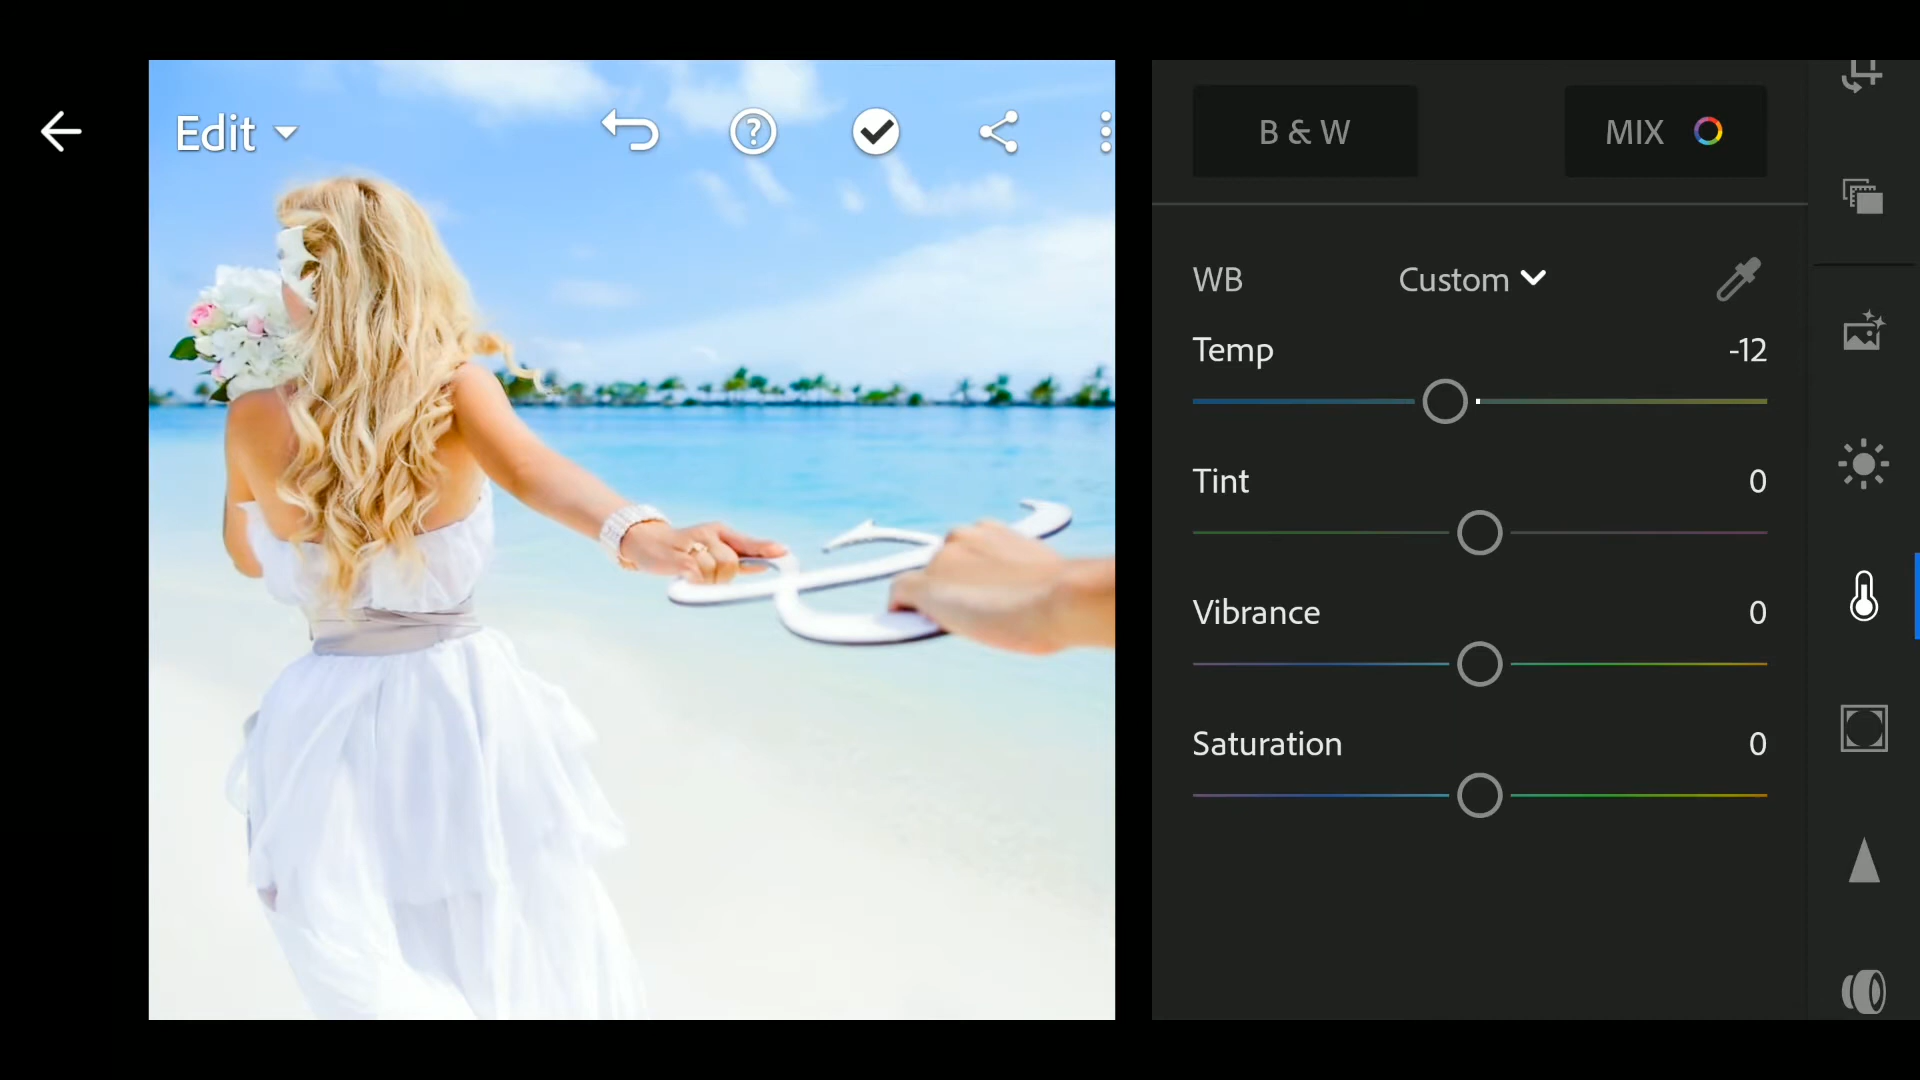 Edit
B & W
MIX
WB Custom
Temp -12
Tint 0
Vibrance 0
Saturation 0